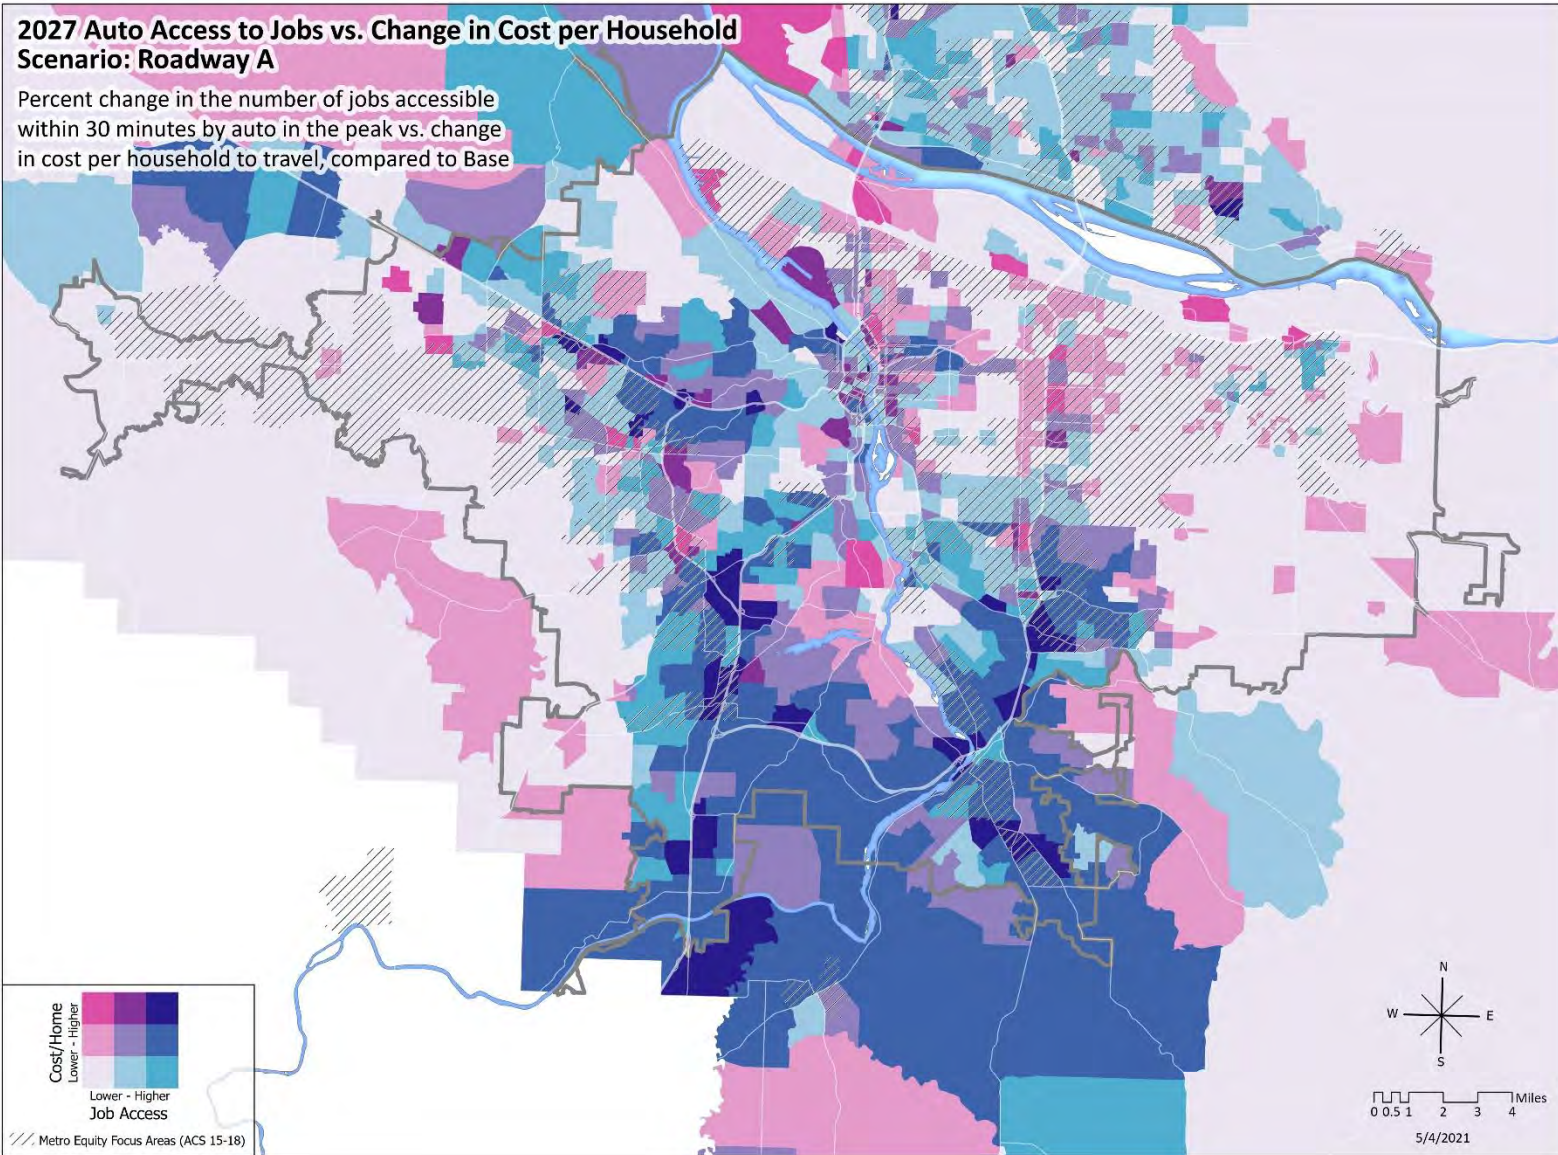 2027 Auto Access to Jobs vs. Change in Cost per Household
Scenario: Roadway A
Percent change in the number of jobs accessible
within 30 minutes by auto in the peak vs. change
in cost per household to travel, compared to Base
Cost/Home
Lower - Higher
Lower - Higher
Job Access
Metro Equity Focus Areas (ACS 15-18)
N
W
E
S
Miles
0 0.5 1 2 3 4
5/4/2021